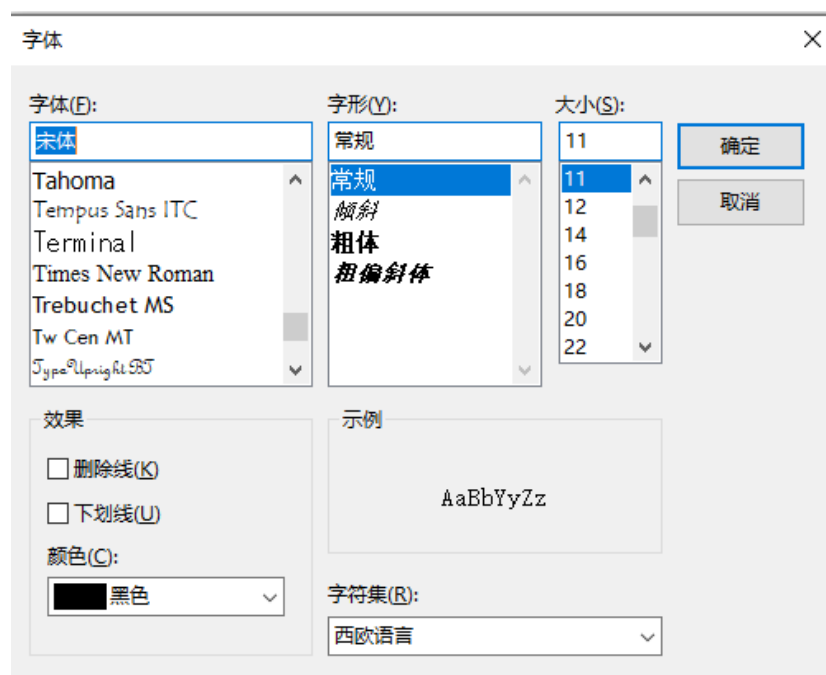 字体
字体(F):
宋体
Tahoma
Tempus Sans ITC
Terminal
Times New Roman
Trebuchet MS
Tw Cen MT
TypeUpright BT
字形(Y):
常规
常规
倾斜
粗体
粗偏斜体
大小(S):
11
11
12
14
16
18
20
22
确定
取消
效果
删除线(K)
下划线(U)
颜色(C):
黑色
示例
AaBbYyZz
字符集(R):
西欧语言